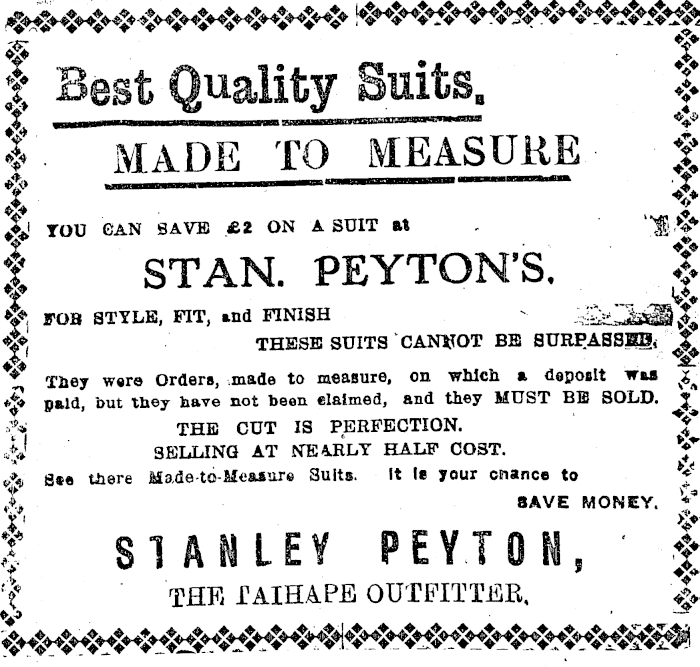 Best Quality Suits.
MADE TO MEASURE
YOU CAN SAVE £2 ON A SUIT at
STAN. PEYTON'S.
FOR STYLE, FIT, and FINISH
THESE SUITS CANNOT BE SURPASSED.
They were Orders, made to measure, on which a deposit was
paid, but they have not been claimed, and they MUST BE SOLD.
THE CUT IS PERFECTION.
SELLING AT NEARLY HALF COST.
See there Made-to-Measure Suits. It is your chance to
SAVE MONEY.
STANLEY PEYTON,
THE TAIHAPE OUTFITTER.